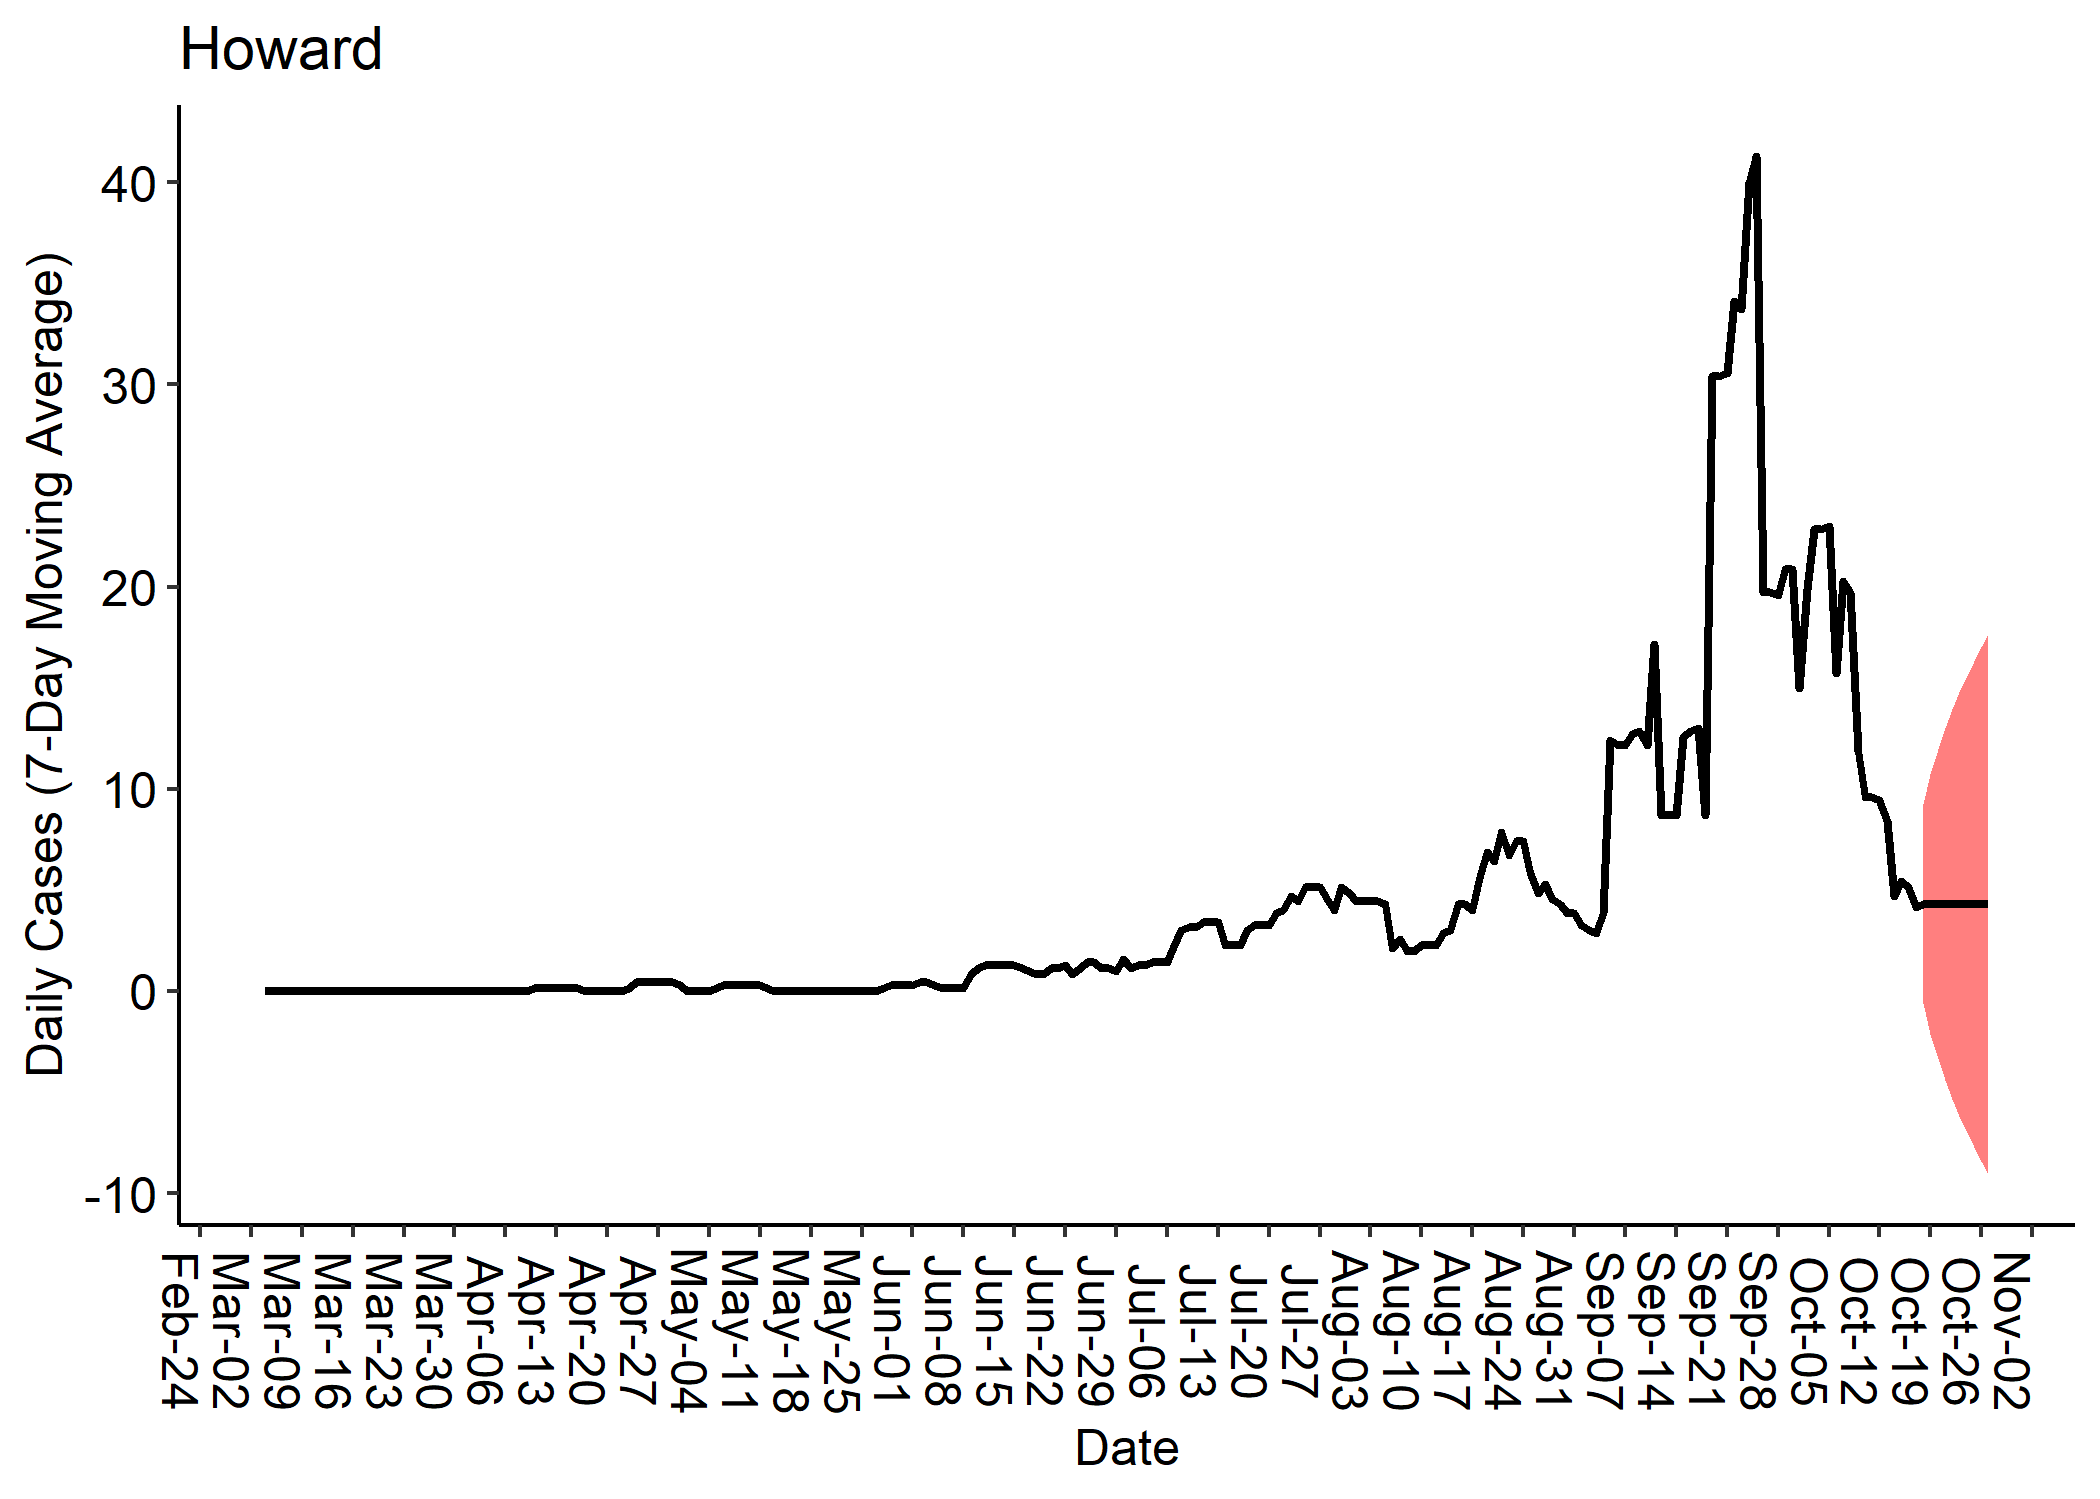 Howard
Daily Cases (7-Day Moving Average)
40
30
20
10
0
-10
Feb-24
Mar-02
Mar-09
Mar-16
Mar-23
Mar-30
Apr-06
Apr-13
Apr-20
Apr-27
May-04
May-11
May-18
May-25
Jun-01
Jun-08
Jun-15
Jun-22
Jun-29
Jul-06
Jul-13
Jul-20
Jul-27
Aug-03
Aug-10
Aug-17
Aug-24
Aug-31
Sep-07
Sep-14
Sep-21
Sep-28
Oct-05
Oct-12
Oct-19
Oct-26
Nov-02
Date